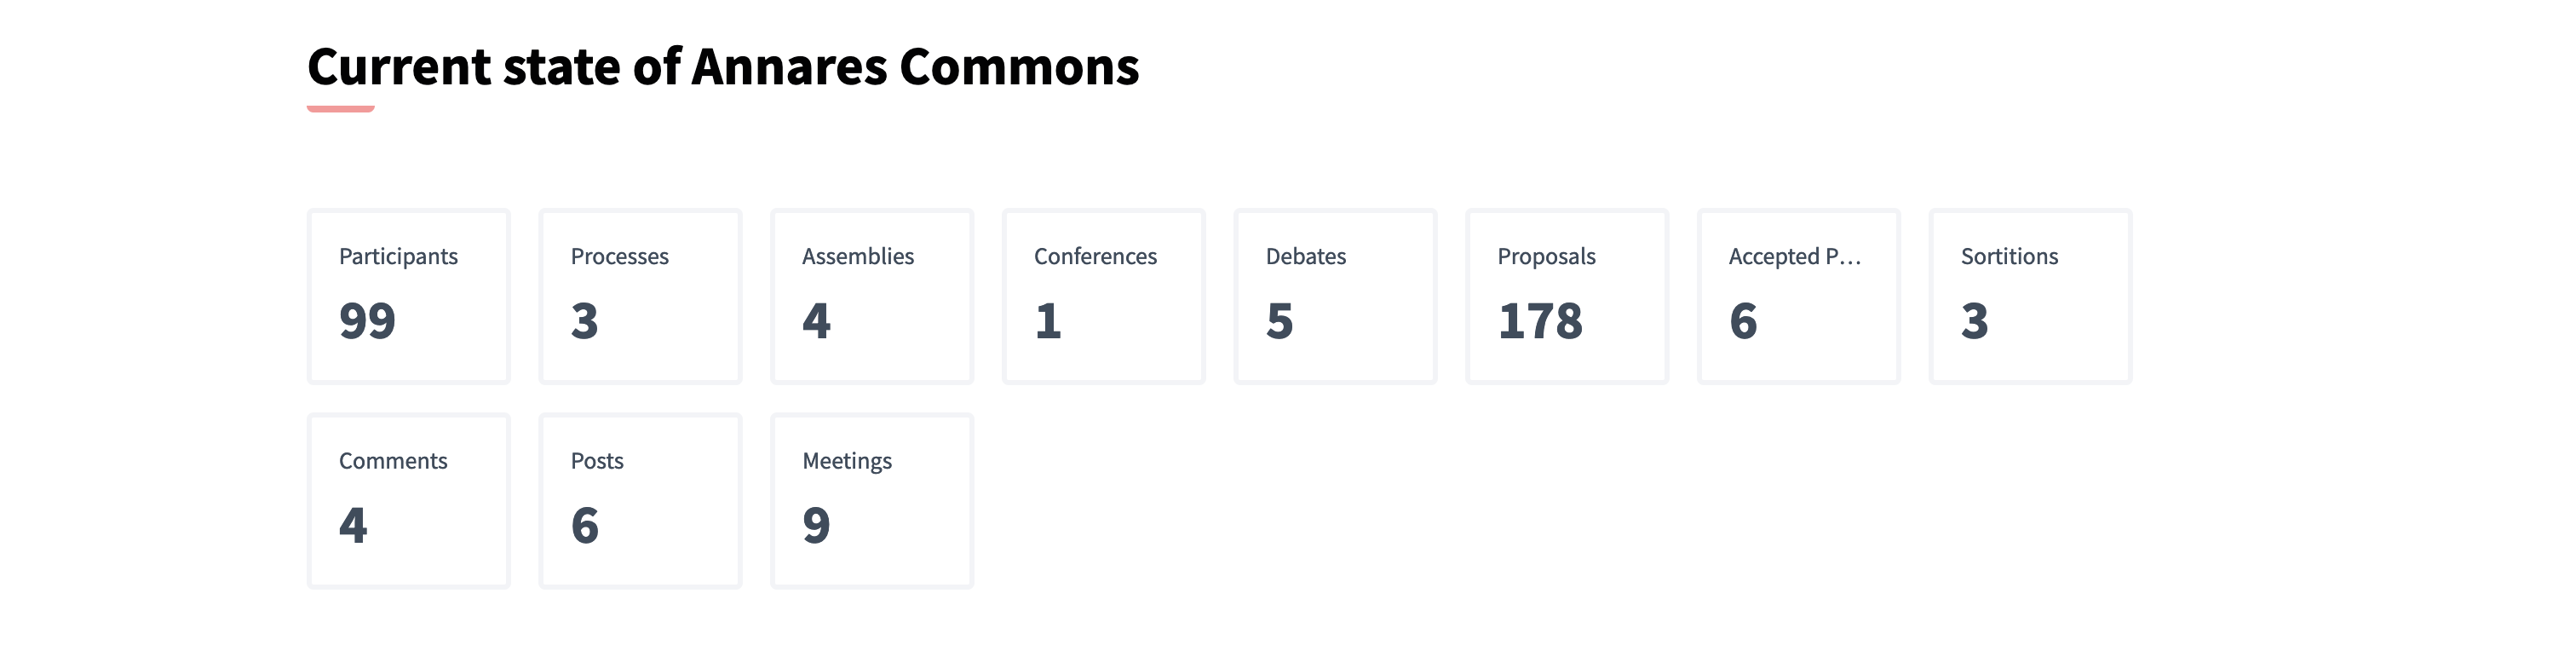 Current state of Annares Commons
Participants Processes Assemblies Conferences Debates Proposals Accepted P... Sortitions
99 3 4 1 5 178 6 3
Comments Posts Meetings
4 6 9